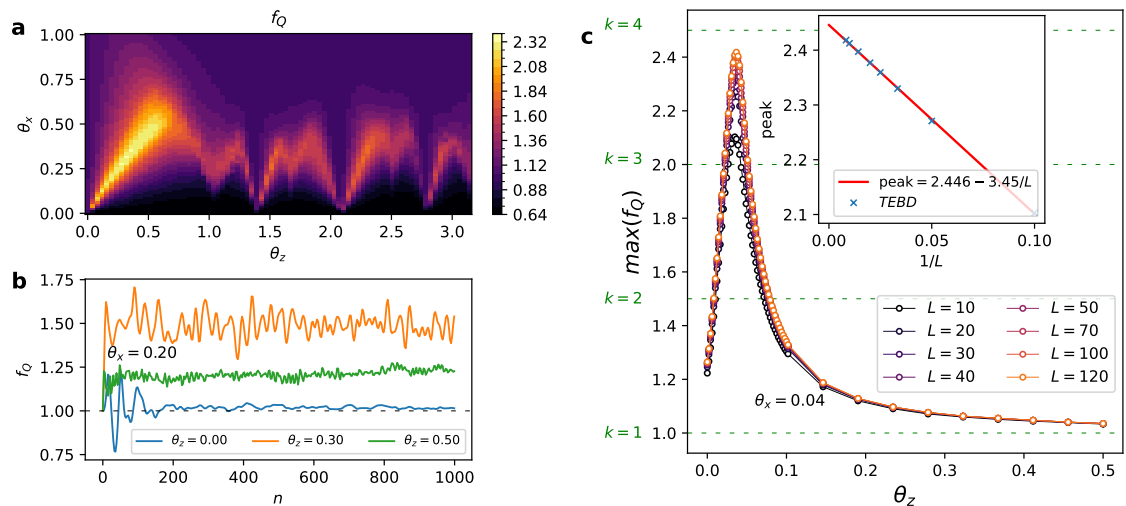 a
f_Q
1.00
0.75
0.50
0.25
0.00
θ_x
0.0 0.5 1.0 1.5 2.0 2.5 3.0
θ_z
2.32
2.08
1.84
1.60
1.36
1.12
0.88
0.64
b
1.75
1.50
1.25
1.00
0.75
f_Q
θ_x = 0.20
θ_z = 0.00 θ_z = 0.30 θ_z = 0.50
0 200 400 600 800 1000
n
c
k = 4
k = 3
k = 2
k = 1
max(f_Q)
2.4
2.2
2.0
1.8
1.6
1.4
1.2
1.0
2.4
2.3
2.2
2.1
peak
peak = 2.446 − 3.45/L
TEBD
0.00 0.05 0.10
1/L
L = 10 L = 50
L = 20 L = 70
L = 30 L = 100
L = 40 L = 120
θ_x = 0.04
0.0 0.1 0.2 0.3 0.4 0.5
θ_z